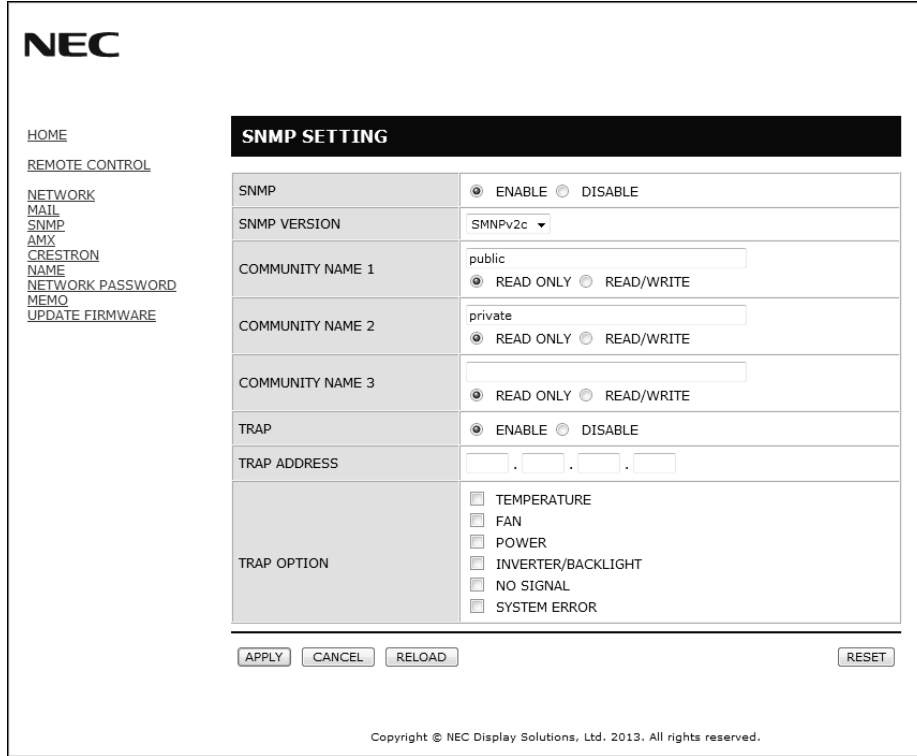 NEC
HOME
REMOTE CONTROL
NETWORK
MAIL
SNMP
AMX
CRESTRON
NAME
NETWORK PASSWORD
MEMO
UPDATE FIRMWARE
SNMP SETTING
SNMP ENABLE DISABLE
SNMP VERSION SMNPv2c
COMMUNITY NAME 1
public
READ ONLY READ/WRITE
COMMUNITY NAME 2
private
READ ONLY READ/WRITE
COMMUNITY NAME 3
READ ONLY READ/WRITE
TRAP ENABLE DISABLE
TRAP ADDRESS . . .
TRAP OPTION
TEMPERATURE
FAN
POWER
INVERTER/BACKLIGHT
NO SIGNAL
SYSTEM ERROR
APPLY CANCEL RELOAD RESET
Copyright © NEC Display Solutions, Ltd. 2013. All rights reserved.